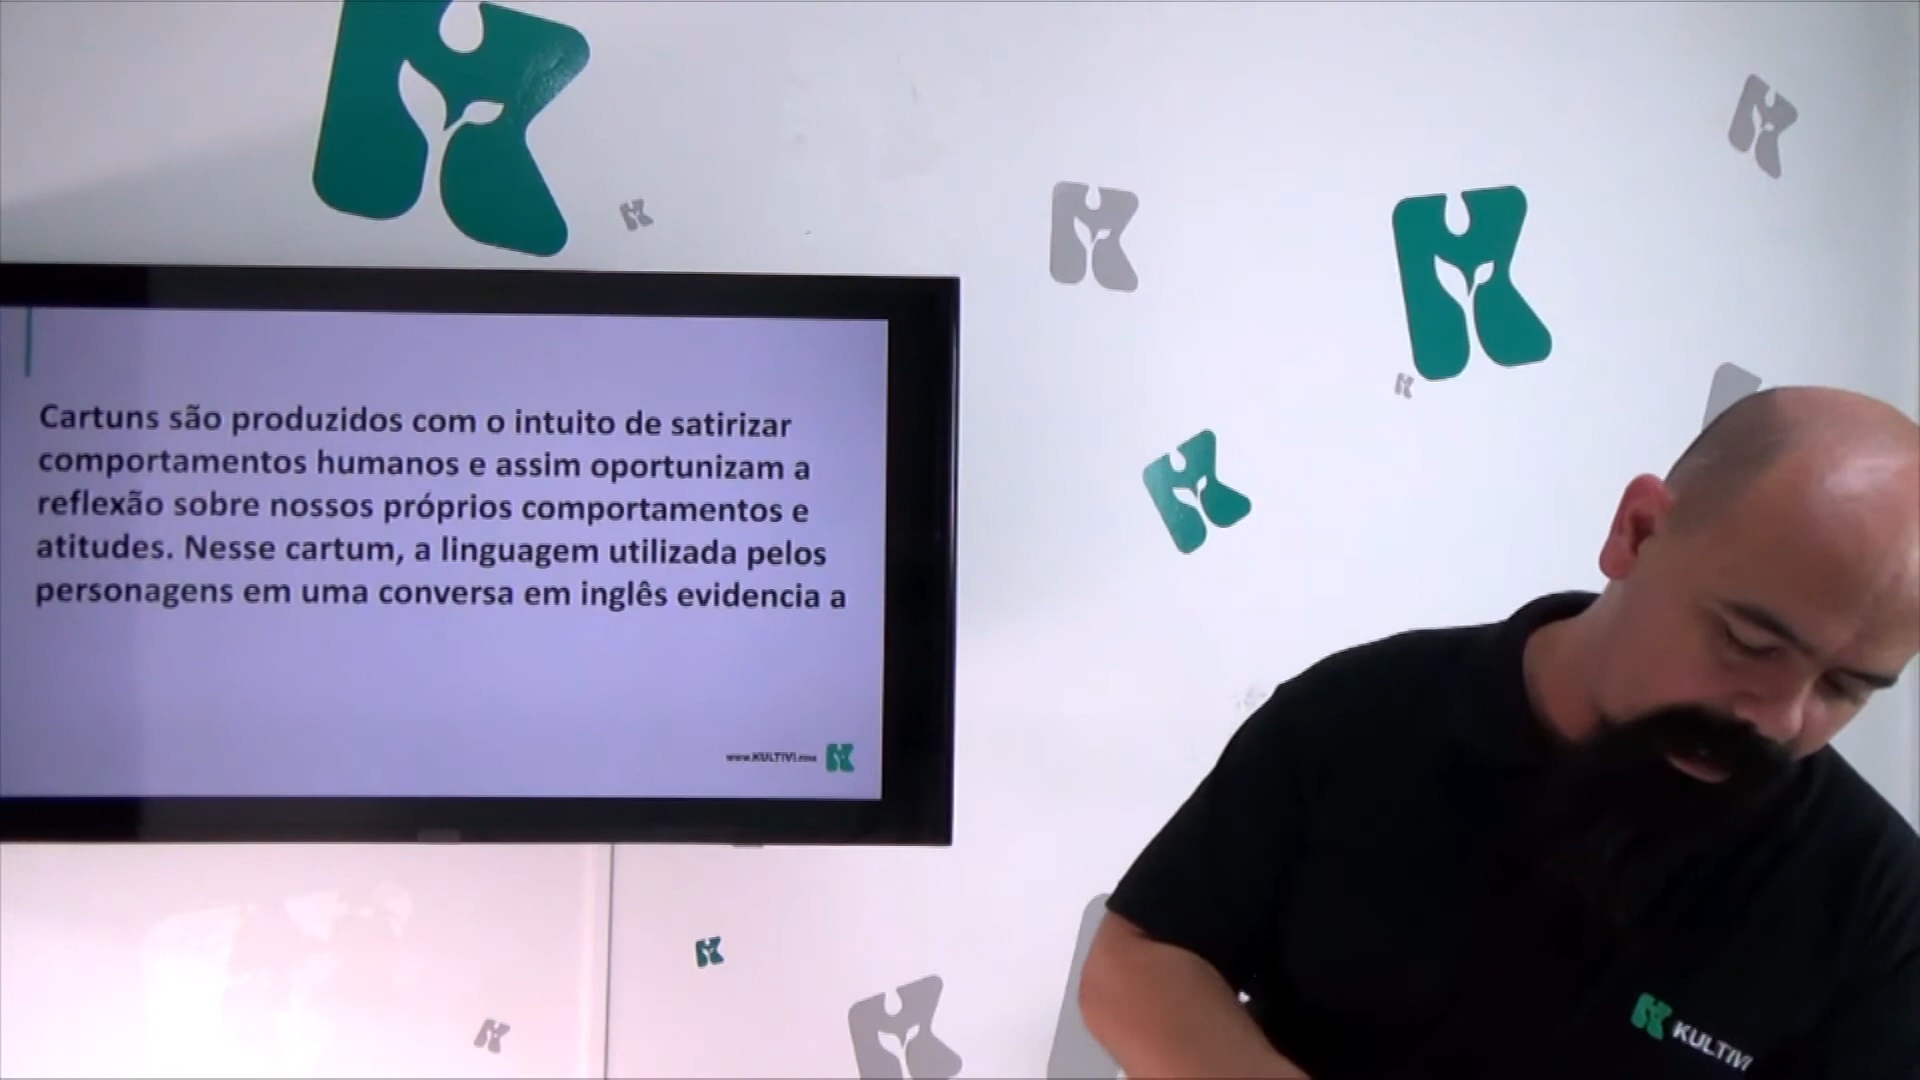 Cartuns são produzidos com o intuito de satirizar
comportamentos humanos e assim oportunizam a
reflexão sobre nossos próprios comportamentos e
atitudes. Nesse cartum, a linguagem utilizada pelos
personagens em uma conversa em inglês evidencia a
www.KULTIVI.com
KULTIVI